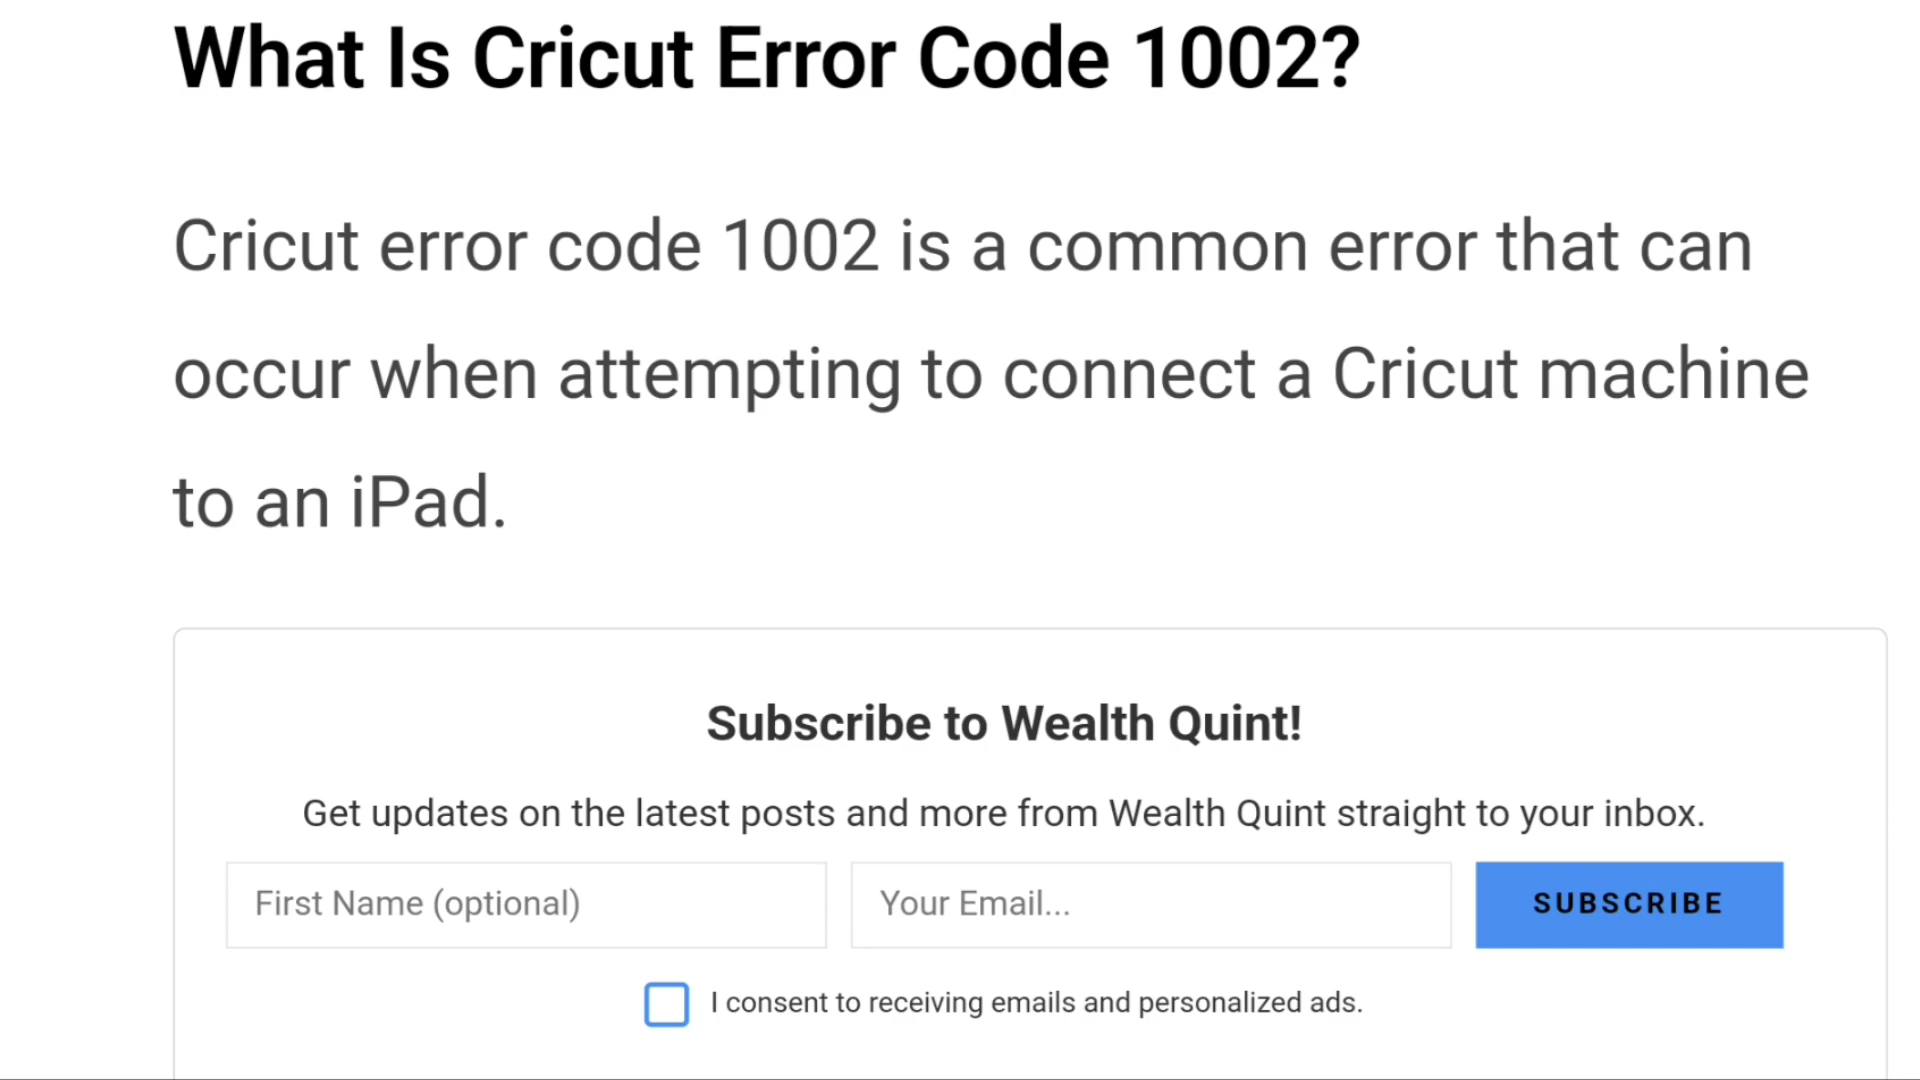 What Is Cricut Error Code 1002?
Cricut error code 1002 is a common error that can
occur when attempting to connect a Cricut machine
to an iPad.
Subscribe to Wealth Quint!
Get updates on the latest posts and more from Wealth Quint straight to your inbox.
First Name (optional)
Your Email...
SUBSCRIBE
I consent to receiving emails and personalized ads.